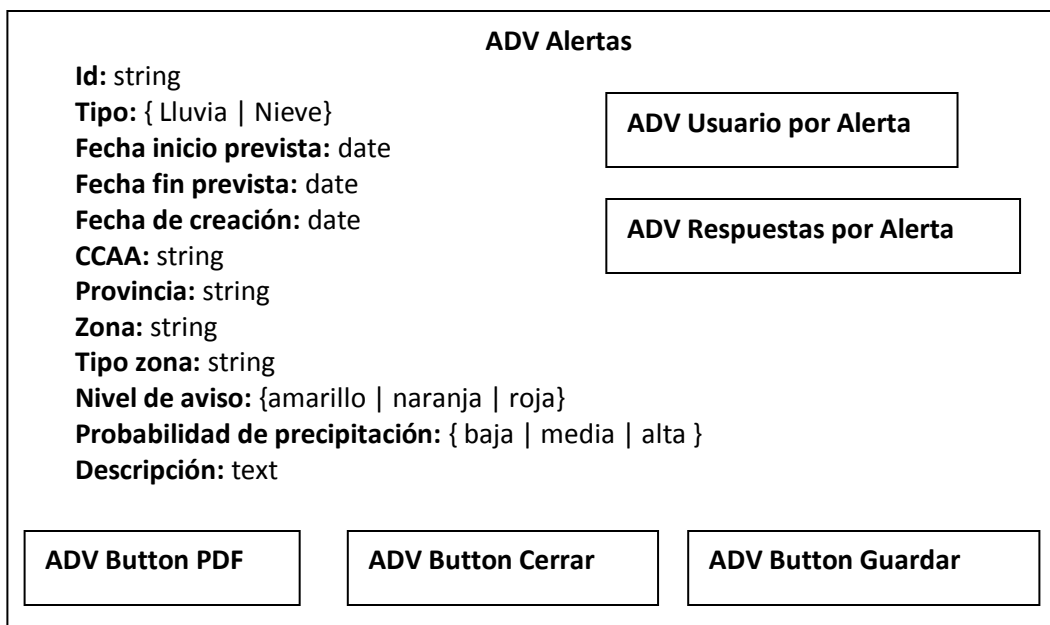 ADV Alertas
Id: string
Tipo: { Lluvia | Nieve}
Fecha inicio prevista: date
Fecha fin prevista: date
Fecha de creación: date
CCAA: string
Provincia: string
Zona: string
Tipo zona: string
Nivel de aviso: {amarillo | naranja | roja}
Probabilidad de precipitación: { baja | media | alta }
Descripción: text
ADV Usuario por Alerta
ADV Respuestas por Alerta
ADV Button PDF
ADV Button Cerrar
ADV Button Guardar